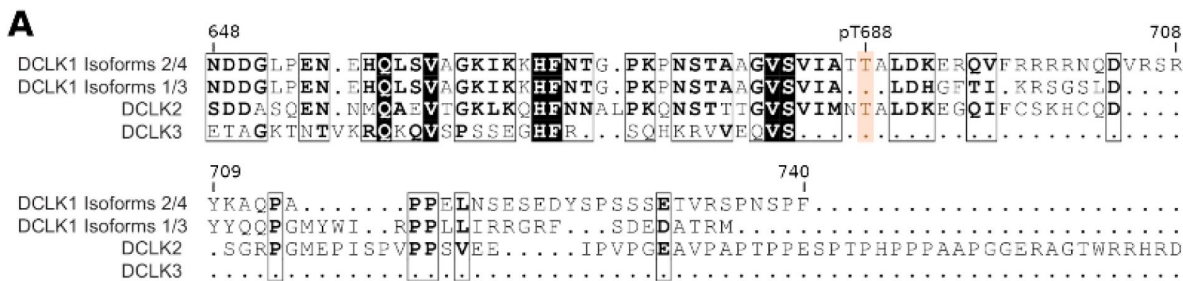 A
648 pT688 708
DCLK1 Isoforms 2/4 NDDGLPEN.EHQLSVAGKIKKHFNTG.PKPNSTAAGVSVIATTALDKERQVFRRRRNQDVRSR
DCLK1 Isoforms 1/3 NDDGLPEN.EHQLSVAGKIKKHFNTG.PKPNSTAAGVSVIA..ALDHGFTI.KRSGSLD....
DCLK2 SDDASQEN.NMQAEVTGKLKQHFNNALPKQNSTTTGVSVIMNTALDKEGQIFCSKHCQD....
DCLK3 ETAGKTNTVKRQKQVSPSSEGHFR...SQHKRVVEQVS.........................
709 740
DCLK1 Isoforms 2/4 YKAQPA.......PPELNSESEDYSPSSSETVRSPNSPF........................
DCLK1 Isoforms 1/3 YYQQPGMYWI..RPPLLIRRGRF...SDEDATRM.............................
DCLK2 .SGRPGMEPISPVPPSVEE.....IPVPGEAVPAPTPPESPTPHPPPAAPGGERAGTWRRHRD
DCLK3 ...............................................................